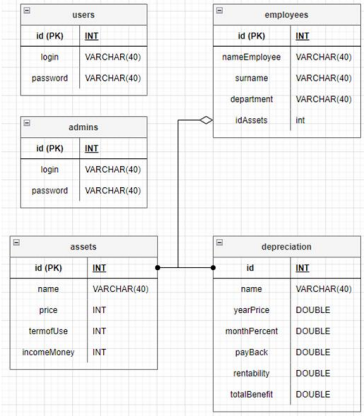 users
id (PK) INT
login VARCHAR(40)
password VARCHAR(40)
employees
id (PK) INT
nameEmployee VARCHAR(40)
surname VARCHAR(40)
department VARCHAR(40)
idAssets int
admins
id (PK) INT
login VARCHAR(40)
password VARCHAR(40)
assets
id (PK) INT
name VARCHAR(40)
price INT
termofUse INT
incomeMoney INT
depreciation
id INT
name VARCHAR(40)
yearPrice DOUBLE
monthPercent DOUBLE
payBack DOUBLE
rentability DOUBLE
totalBenefit DOUBLE